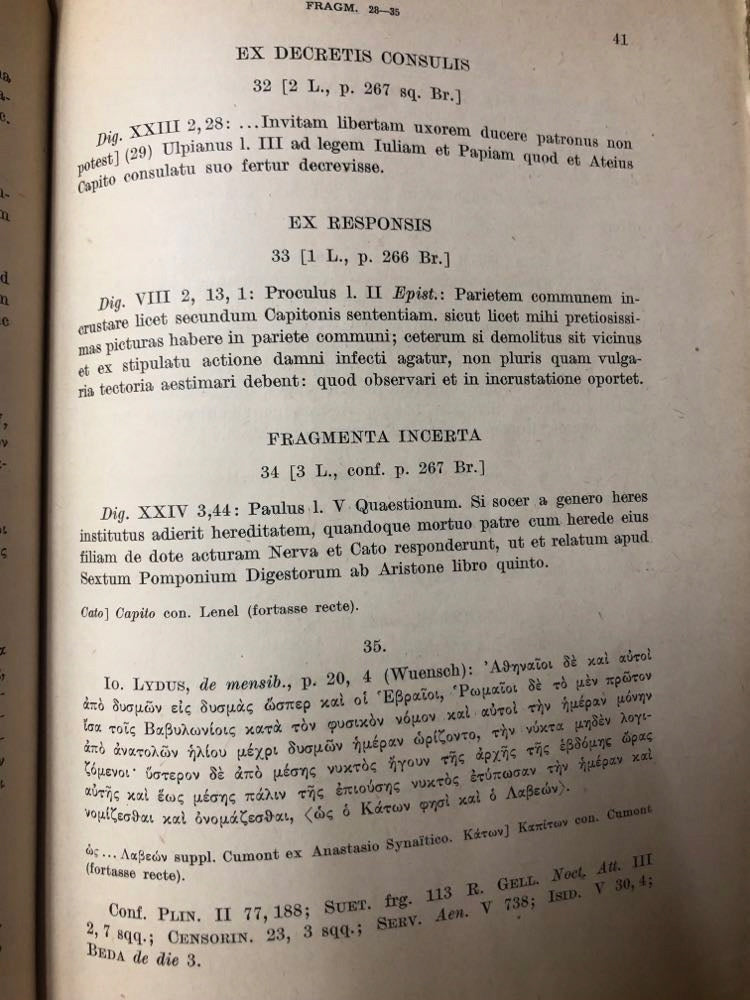 FRAGM. 28—35
41
EX DECRETIS CONSULIS
32 [2 L., p. 267 sq. Br.]
Dig. XXIII 2,28: ...Invitam libertam uxorem ducere patronus non
potest] (29) Ulpianus l. III ad legem Iuliam et Papiam quod et Ateius
Capito consulatu suo fertur decrevisse.
EX RESPONSIS
33 [1 L., p. 266 Br.]
Dig. VIII 2, 13, 1: Proculus l. II Epist.: Parietem communem in-
crustare licet secundum Capitonis sententiam. sicut licet mihi pretiosissi-
mas picturas habere in pariete communi; ceterum si demolitus sit vicinus
et ex stipulatu actione damni infecti agatur, non pluris quam vulga-
ria tectoria aestimari debent: quod observari et in incrustatione oportet.
FRAGMENTA INCERTA
34 [3 L., conf. p. 267 Br.]
Dig. XXIV 3,44: Paulus l. V Quaestionum. Si socer a genero heres
institutus adierit hereditatem, quandoque mortuo patre cum herede eius
filiam de dote acturam Nerva et Cato responderunt, ut et relatum apud
Sextum Pomponium Digestorum ab Aristone libro quinto.
Cato] Capito con. Lenel (fortasse recte).
35.
Io. LYDUS, de mensib., p. 20, 4 (Wuensch): Ἀθηναῖοι δὲ καὶ αὐτοὶ
ἀπὸ δυσμῶν εἰς δυσμὰς ὥσπερ καὶ οἱ Ἑβραῖοι, Ῥωμαῖοι δὲ τὸ μὲν πρῶτον
ἴσα τοῖς Βαβυλωνίοις κατὰ τὸν φυσικὸν νόμον καὶ αὐτοὶ τὴν ἡμέραν μόνην
ἀπὸ ἀνατολῶν ἡλίου μέχρι δυσμῶν ἡμέραν ὡρίζοντο, τὴν νύκτα μηδὲν λογι-
ζόμενοι· ὕστερον δὲ ἀπὸ μέσης νυκτὸς ἤγουν τῆς ἀρχῆς τῆς ἑβδόμης ὥρας
αὐτῆς καὶ ἕως μέσης πάλιν τῆς ἐπιούσης νυκτὸς ἐτύπωσαν τὴν ἡμέραν καὶ
νομίζεσθαι καὶ ὀνομάζεσθαι, ⟨ὡς ὁ Κάτων φησὶ καὶ ὁ Λαβεών⟩.
ὡς ... Λαβεών suppl. Cumont ex Anastasio Synaïtico. Κάτων] Καπίτων con. Cumont
(fortasse recte).
Conf. PLIN. II 77, 188; SUET. frg. 113 R. GELL. Noct. Att. III
2, 7 sqq.; CENSORIN. 23, 3 sqq.; SERV. Aen. V 738; ISID. V 30, 4;
BEDA de die 3.